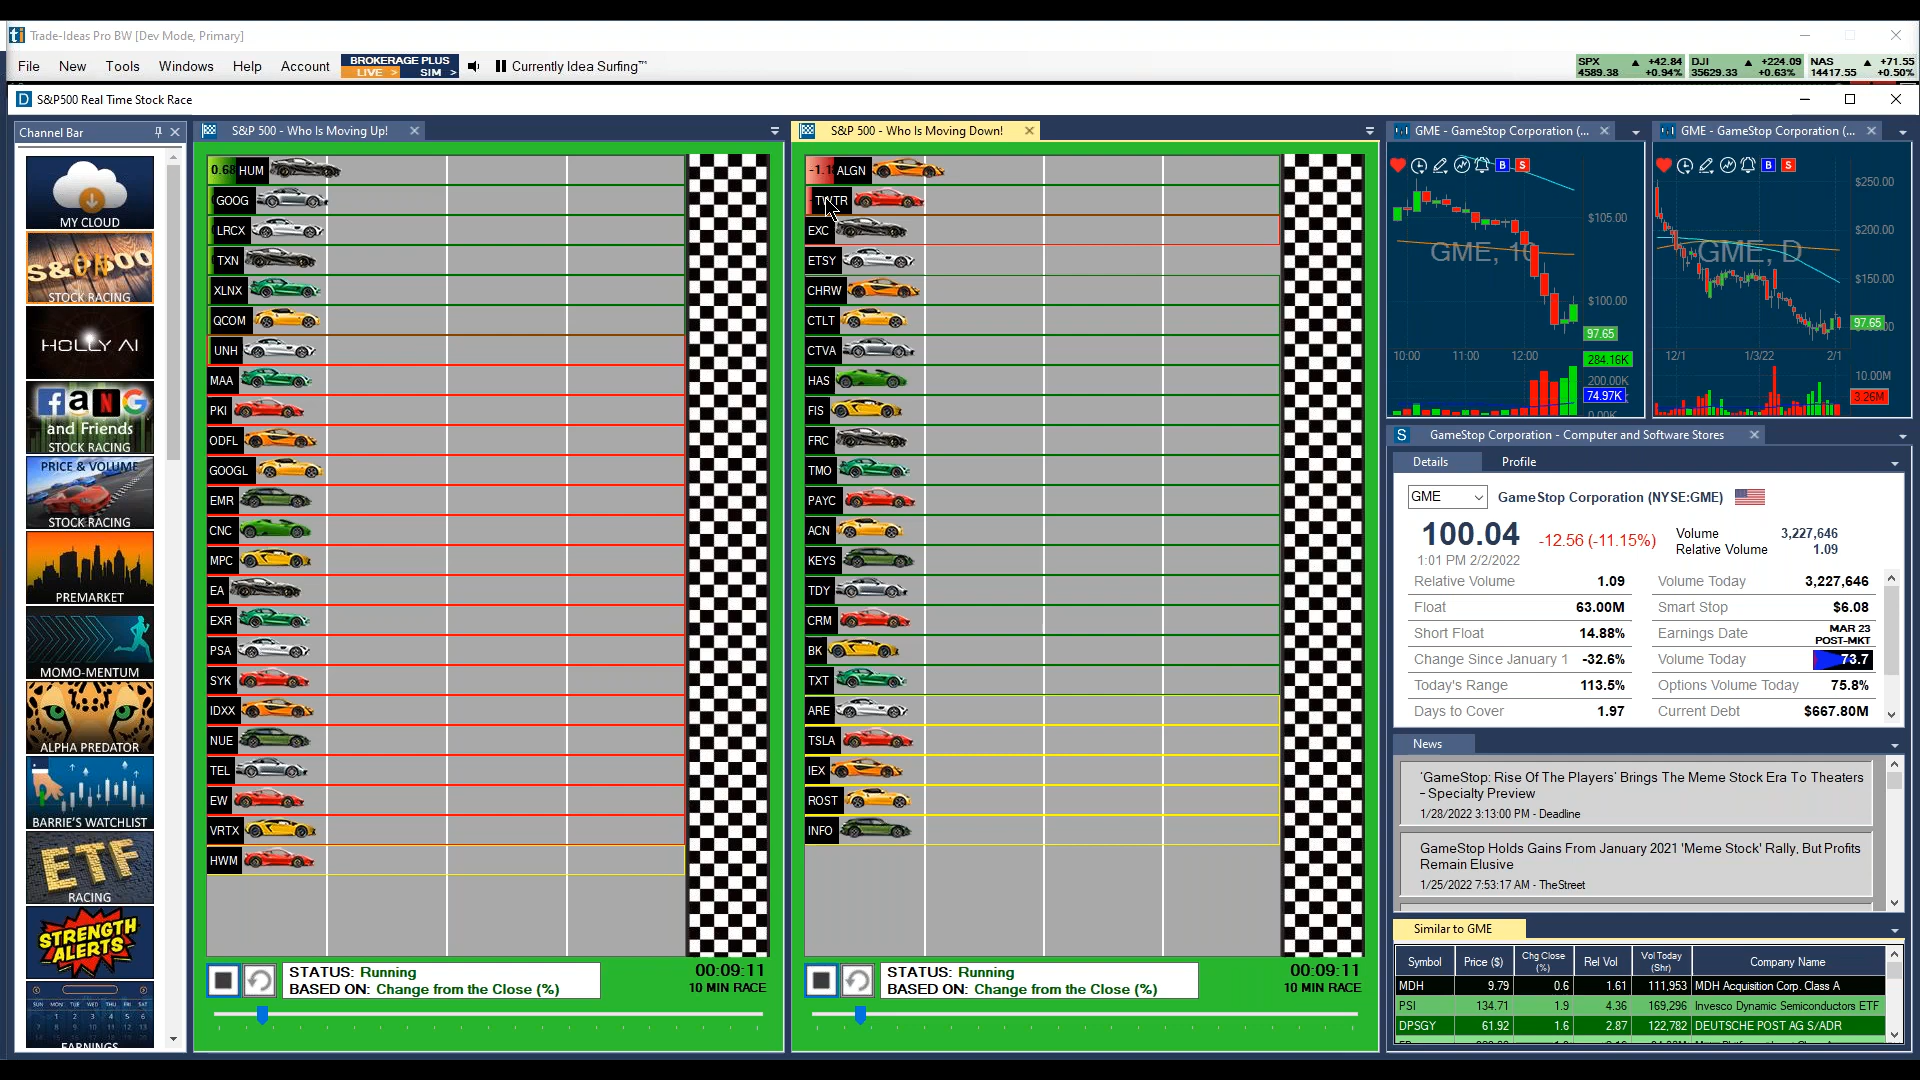 Trade-Ideas Pro BW [Dev Mode, Primary]
File New Tools Windows Help Account
BROKERAGE PLUS
LIVE > SIM >
Currently Idea Surfing™
SPX ▲ +42.84
4589.38 +0.94%
DJI ▲ +224.09
35629.33 +0.63%
NAS ▲ +71.55
14417.55 +0.50%
S&P500 Real Time Stock Race
Channel Bar
MY CLOUD
S&P 500
STOCK RACING
HOLLY AI
f a N G
and Friends
STOCK RACING
PRICE & VOLUME
STOCK RACING
PREMARKET
MOMO-MENTUM
ALPHA PREDATOR
BARRIE'S WATCHLIST
ETF
RACING
STRENGTH
ALERTS
SUN MON TUE WED THU FRI SAT
EARNINGS
S&P 500 - Who Is Moving Up!
0.68 HUM
GOOG
LRCX
TXN
XLNX
QCOM
UNH
MAA
PKI
ODFL
GOOGL
EMR
CNC
MPC
EA
EXR
PSA
SYK
IDXX
NUE
TEL
EW
VRTX
HWM
STATUS: Running
BASED ON: Change from the Close (%)
00:09:11
10 MIN RACE
S&P 500 - Who Is Moving Down!
-1.1 ALGN
TWTR
EXC
ETSY
CHRW
CTLT
CTVA
HAS
FIS
FRC
TMO
PAYC
ACN
KEYS
TDY
CRM
BK
TXT
ARE
TSLA
IEX
ROST
INFO
STATUS: Running
BASED ON: Change from the Close (%)
00:09:11
10 MIN RACE
GME - GameStop Corporation (...
B S
GME, 10
$105.00
$100.00
97.65
10:00 11:00 12:00
284.16K
200.00K
74.97K
0.00K
GME - GameStop Corporation (...
B S
GME, D
$250.00
$200.00
$150.00
97.65
12/1 1/3/22 2/1
10.00M
3.26M
GameStop Corporation - Computer and Software Stores
Details Profile
GME GameStop Corporation (NYSE:GME)
100.04 -12.56 (-11.15%)
1:01 PM 2/2/2022
Volume 3,227,646
Relative Volume 1.09
Relative Volume 1.09 Volume Today 3,227,646
Float 63.00M Smart Stop $6.08
Short Float 14.88% Earnings Date MAR 23 POST-MKT
Change Since January 1 -32.6% Volume Today 73.7
Today's Range 113.5% Options Volume Today 75.8%
Days to Cover 1.97 Current Debt $667.80M
News
'GameStop: Rise Of The Players' Brings The Meme Stock Era To Theaters
– Specialty Preview
1/28/2022 3:13:00 PM - Deadline
GameStop Holds Gains From January 2021 'Meme Stock' Rally, But Profits
Remain Elusive
1/25/2022 7:53:17 AM - TheStreet
Similar to GME
Symbol Price ($) Chg Close (%) Rel Vol Vol Today (Shr) Company Name
MDH 9.79 0.6 1.61 111,953 MDH Acquisition Corp. Class A
PSI 134.71 1.9 4.36 169,296 Invesco Dynamic Semiconductors ETF
DPSGY 61.92 1.6 2.87 122,782 DEUTSCHE POST AG S/ADR